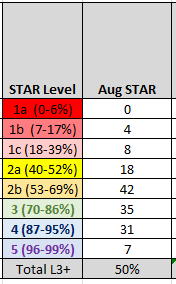 STAR Level Aug STAR
1a (0-6%) 0
1b (7-17%) 4
1c (18-39%) 8
2a (40-52%) 18
2b (53-69%) 42
3 (70-86%) 35
4 (87-95%) 31
5 (96-99%) 7
Total L3+ 50%